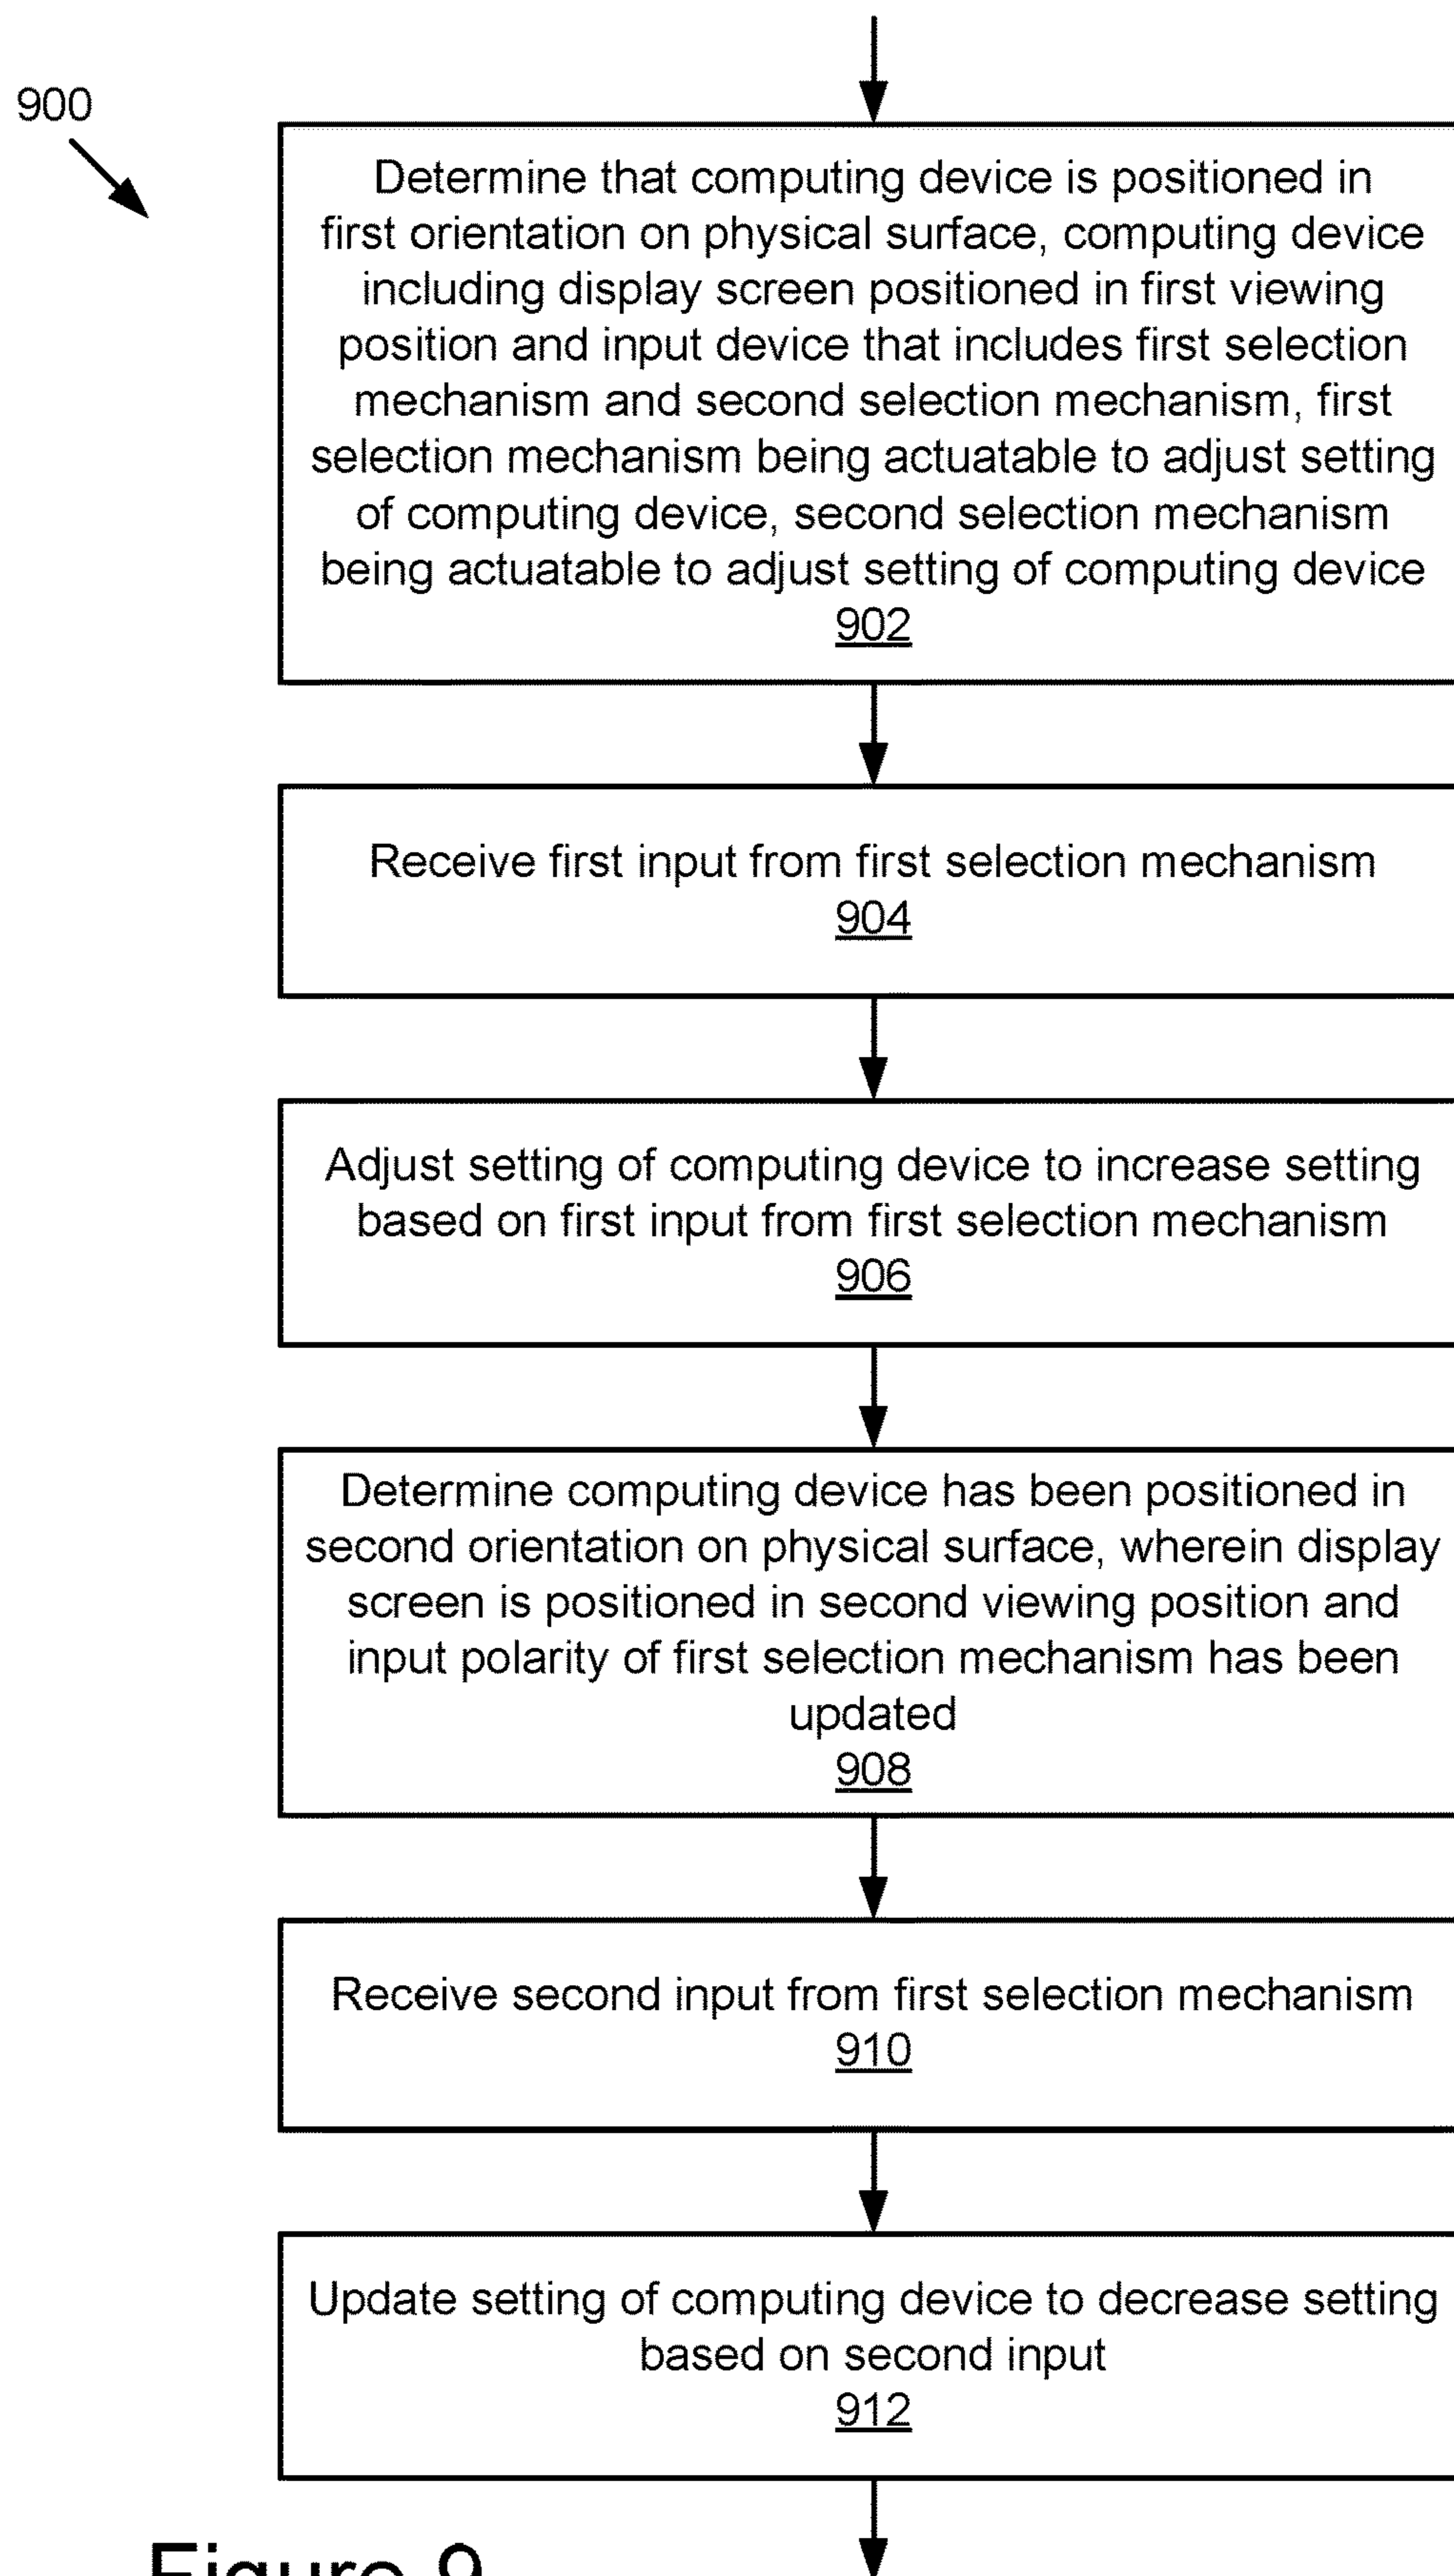 900
Determine that computing device is positioned in
first orientation on physical surface, computing device
including display screen positioned in first viewing
position and input device that includes first selection
mechanism and second selection mechanism, first
selection mechanism being actuatable to adjust setting
of computing device, second selection mechanism
being actuatable to adjust setting of computing device
902
Receive first input from first selection mechanism
904
Adjust setting of computing device to increase setting
based on first input from first selection mechanism
906
Determine computing device has been positioned in
second orientation on physical surface, wherein display
screen is positioned in second viewing position and
input polarity of first selection mechanism has been
updated
908
Receive second input from first selection mechanism
910
Update setting of computing device to decrease setting
based on second input
912
Figure 9